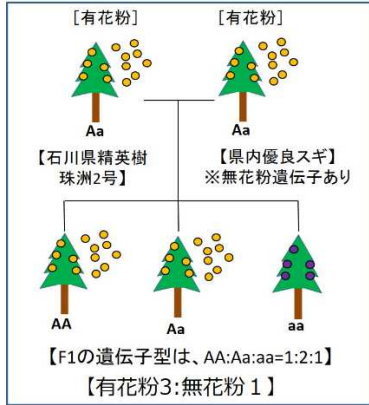 [有花粉] [有花粉]
Aa Aa
【石川県精英樹 【県内優良スギ】
珠洲2号】 ※無花粉遺伝子あり
AA Aa aa
【F1の遺伝子型は、AA:Aa:aa=1:2:1】
【有花粉3:無花粉1】